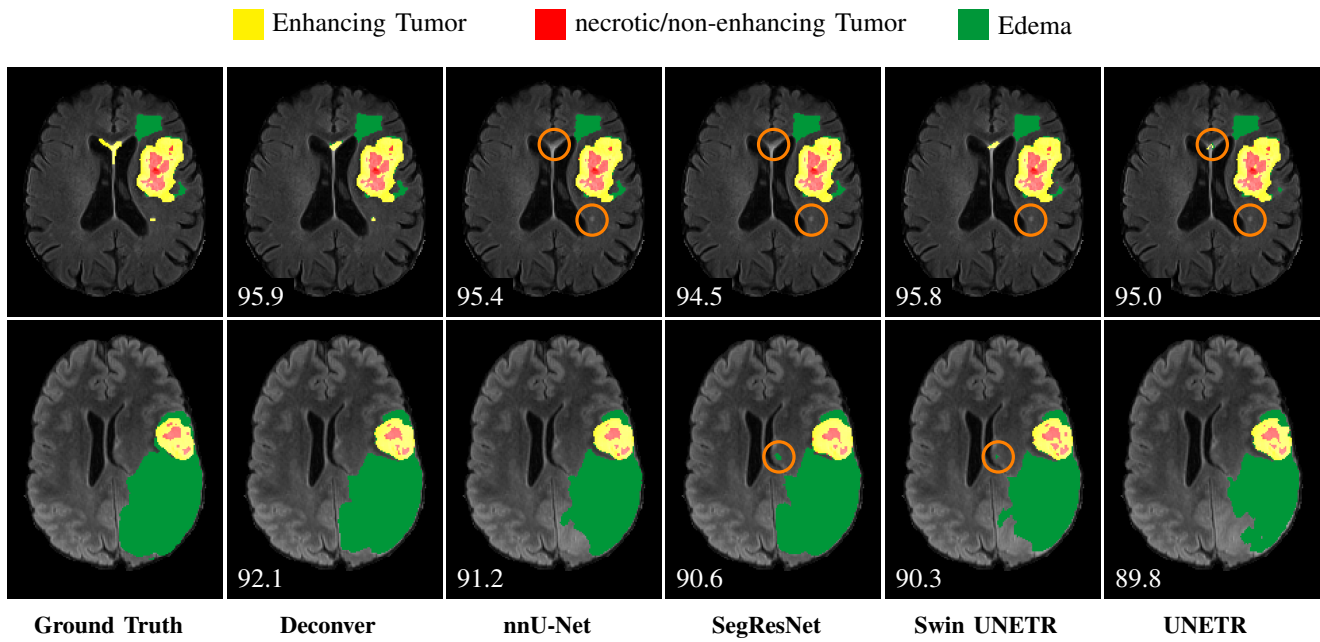 Enhancing Tumor necrotic/non-enhancing Tumor Edema
95.9 95.4 94.5 95.8 95.0
92.1 91.2 90.6 90.3 89.8
Ground Truth Deconver nnU-Net SegResNet Swin UNETR UNETR